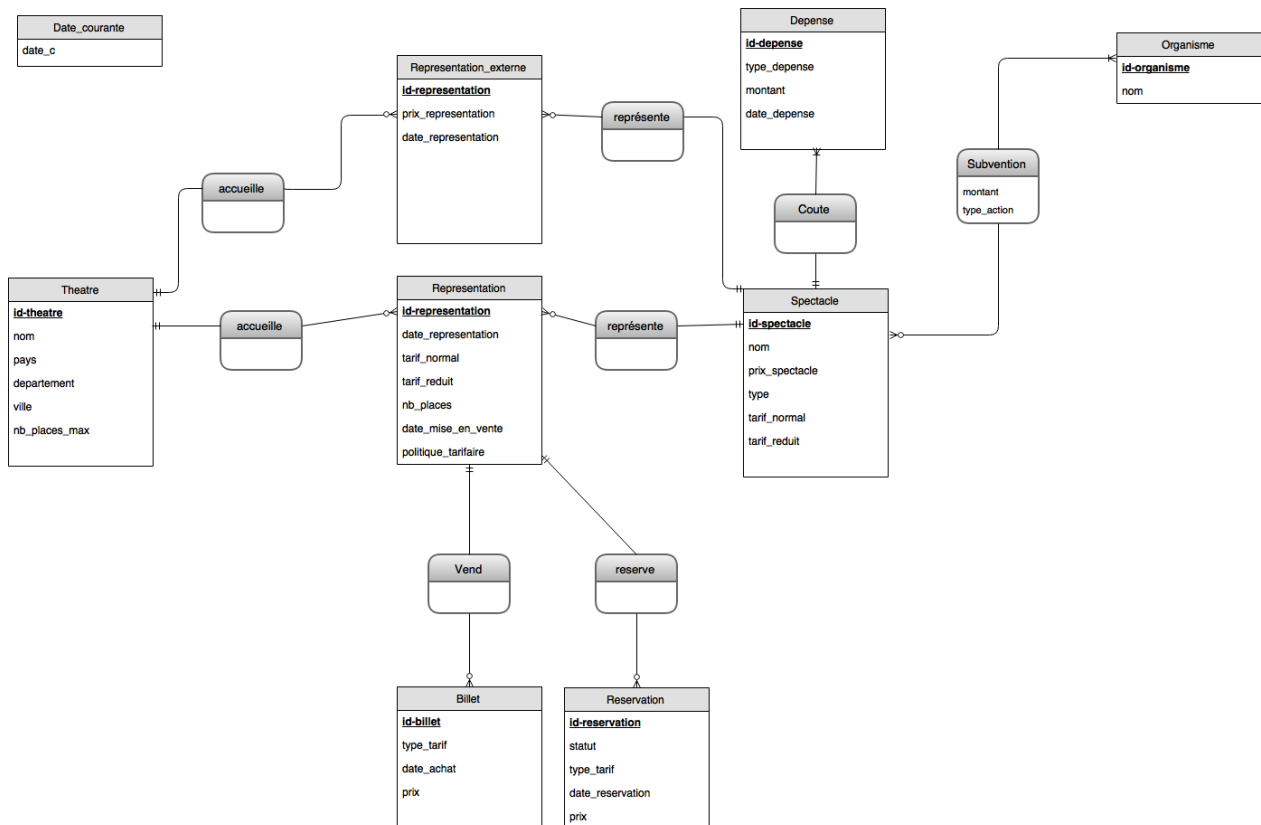 Date_courante
date_c
Representation_externe
id-representation
prix_representation
date_representation
représente
Depense
id-depense
type_depense
montant
date_depense
Organisme
id-organisme
nom
Subvention
montant
type_action
accueille
Coute
Theatre
id-theatre
nom
pays
departement
ville
nb_places_max
accueille
Representation
id-representation
date_representation
tarif_normal
tarif_reduit
nb_places
date_mise_en_vente
politique_tarifaire
représente
Spectacle
id-spectacle
nom
prix_spectacle
type
tarif_normal
tarif_reduit
Vend
reserve
Billet
id-billet
type_tarif
date_achat
prix
Reservation
id-reservation
statut
type_tarif
date_reservation
prix